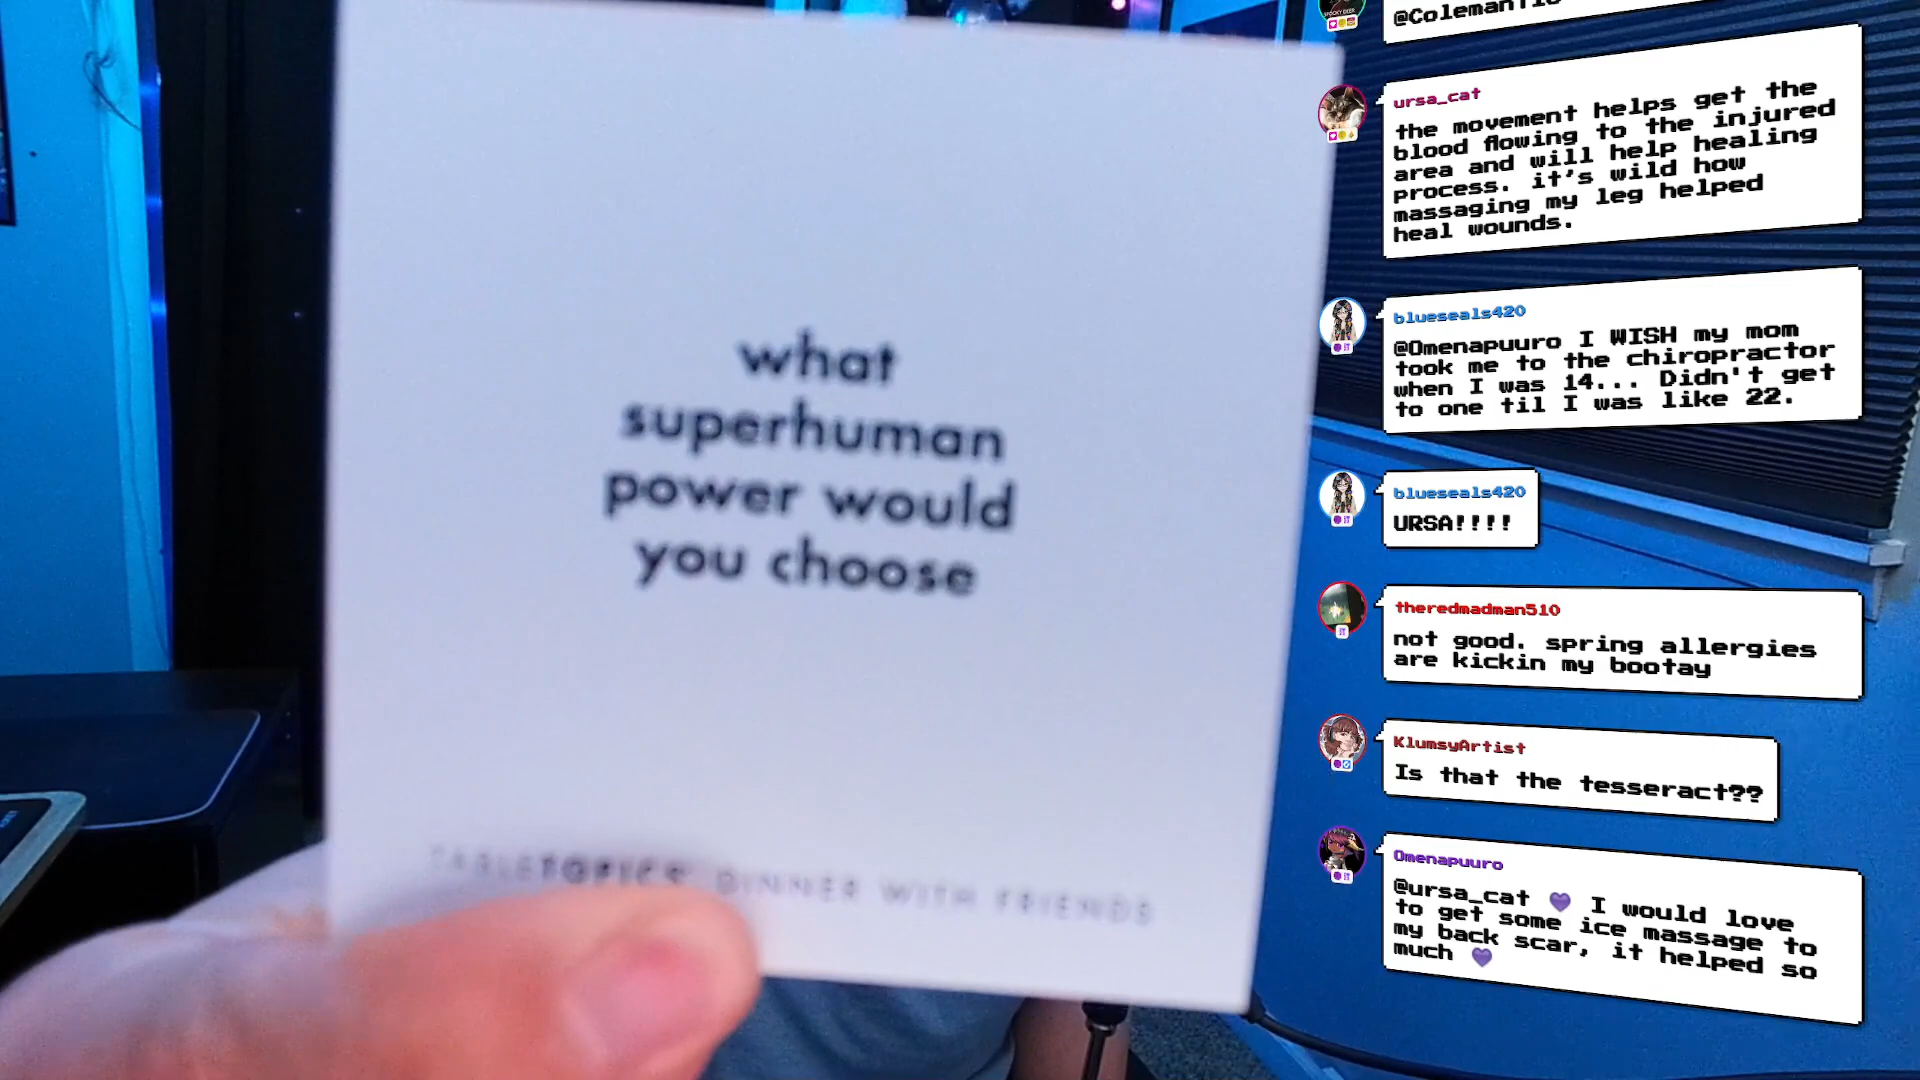 what
superhuman
power would
you choose
TABLETOPICS DINNER WITH FRIENDS
ursa_cat
the movement helps get the
blood flowing to the injured
area and will help healing
process. it's wild how
massaging my leg helped
heal wounds.
blueseals420
@Omenapuuro I WISH my mom
took me to the chiropractor
when I was 14... Didn't get
to one til I was like 22.
blueseals420
URSA!!!!
theredmadman510
not good. spring allergies
are kickin my bootay
KlumsyArtist
Is that the tesseract??
Omenapuuro
@ursa_cat 💜 I would love
to get some ice massage to
my back scar, it helped so
much 💜